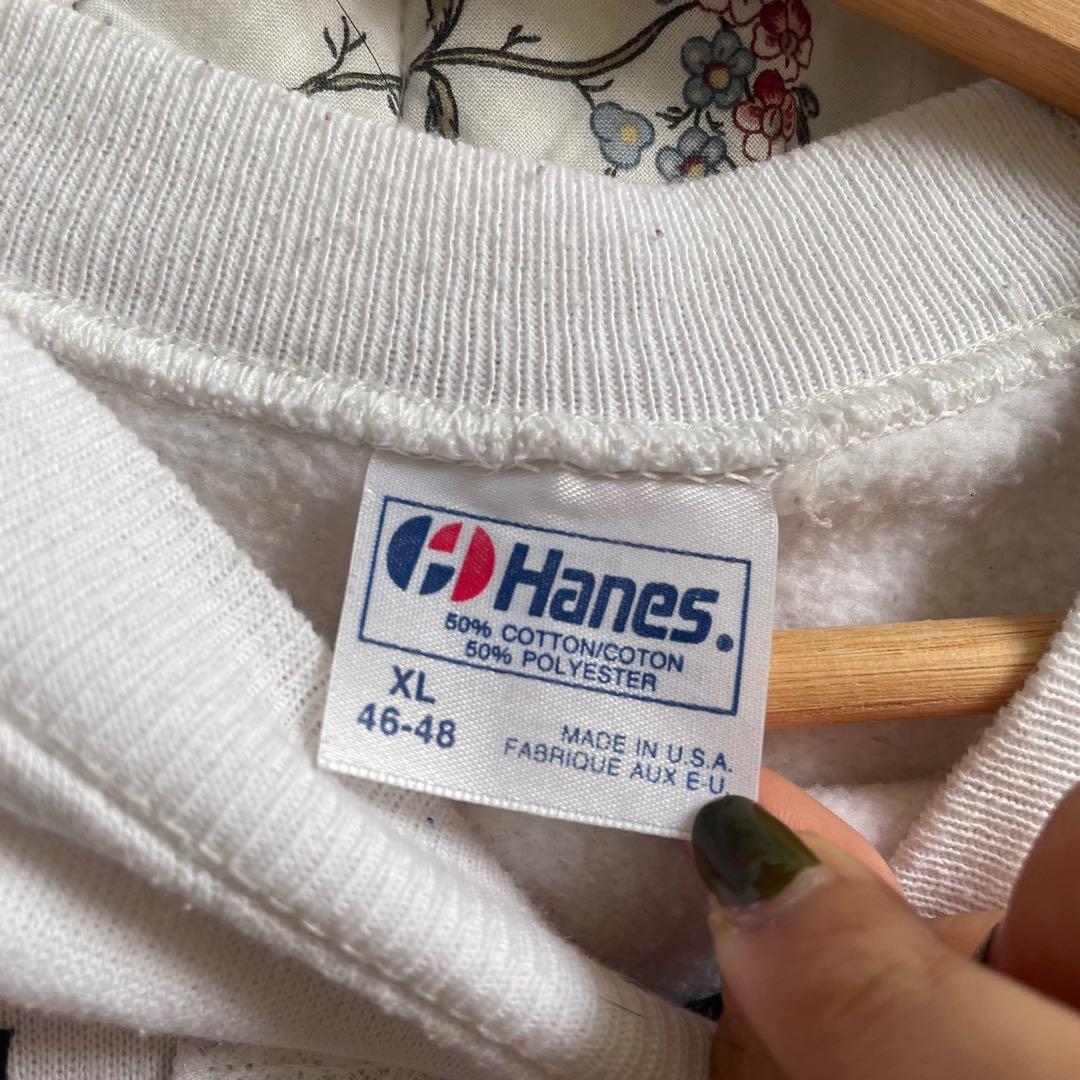 Hanes.
50% COTTON/COTON
50% POLYESTER
XL
46-48
MADE IN U.S.A.
FABRIQUE AUX E-U.